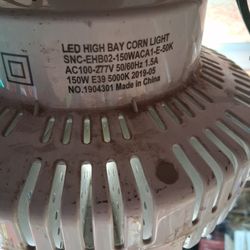 LED HIGH BAY CORN LIGHT
SNC-EHB02-150WACA1-E-50K
AC100-277V 50/60Hz 1.5A
150W E39 5000K 2019-05
NO.1904301 Made in China